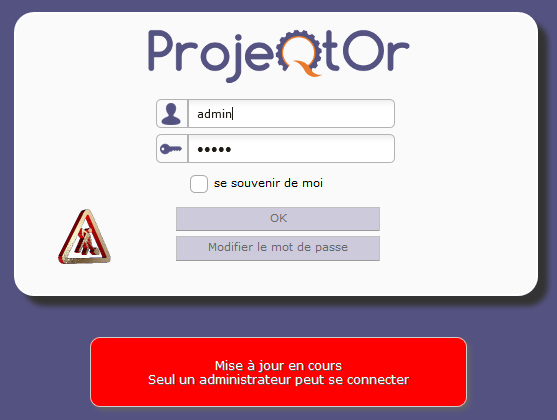 ProjeQtOr
admin
•••••
se souvenir de moi
OK
Modifier le mot de passe
Mise à jour en cours
Seul un administrateur peut se connecter